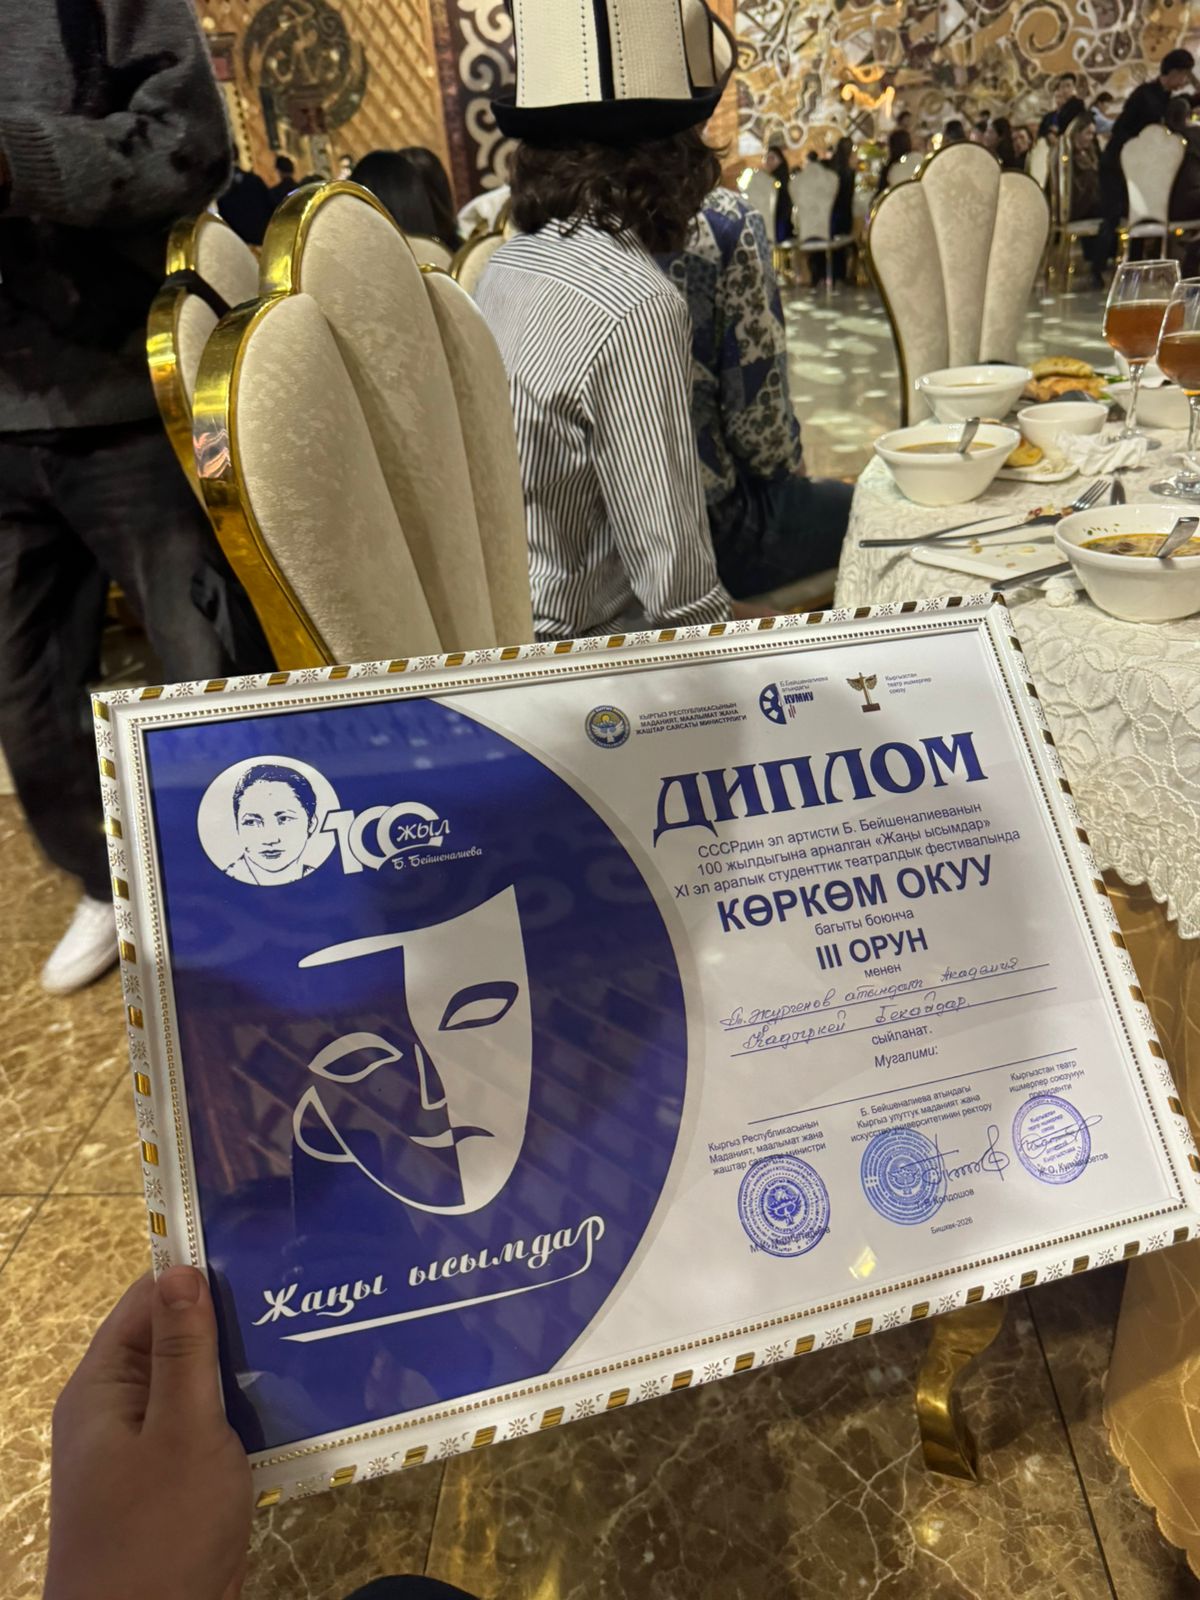 КЫРГЫЗ РЕСПУБЛИКАСЫНЫН
МАДАНИЯТ, МААЛЫМАТ ЖАНА
ЖАШТАР САЯСАТЫ МИНИСТРЛИГИ
Б.Бейшеналиева
атындагы
КУМИУ
Кыргызстан
театр ишмерлер
союзу
100 жыл
Б. Бейшеналиева
ДИПЛОМ
СССРдин эл артисти Б. Бейшеналиеванын
100 жылдыгына арналган «Жаңы ысымдар»
XI эл аралык студенттик театралдык фестивалында
КӨРКӨМ ОКУУ
багыты боюнча
III ОРУН
менен
Т. Жургенов атындагы Академия
Бекайдар
сыйланат.
Мугалими:
Кыргыз Республикасынын
Маданият, маалымат жана
жаштар саясаты министри
Б. Бейшеналиева атындагы
Кыргыз улуттук маданият жана
искусство университетинин ректору
Кыргызстан театр
ишмерлер союзунун
президенти
Колдошов
Бишкек-2026
Жаңы ысымдар